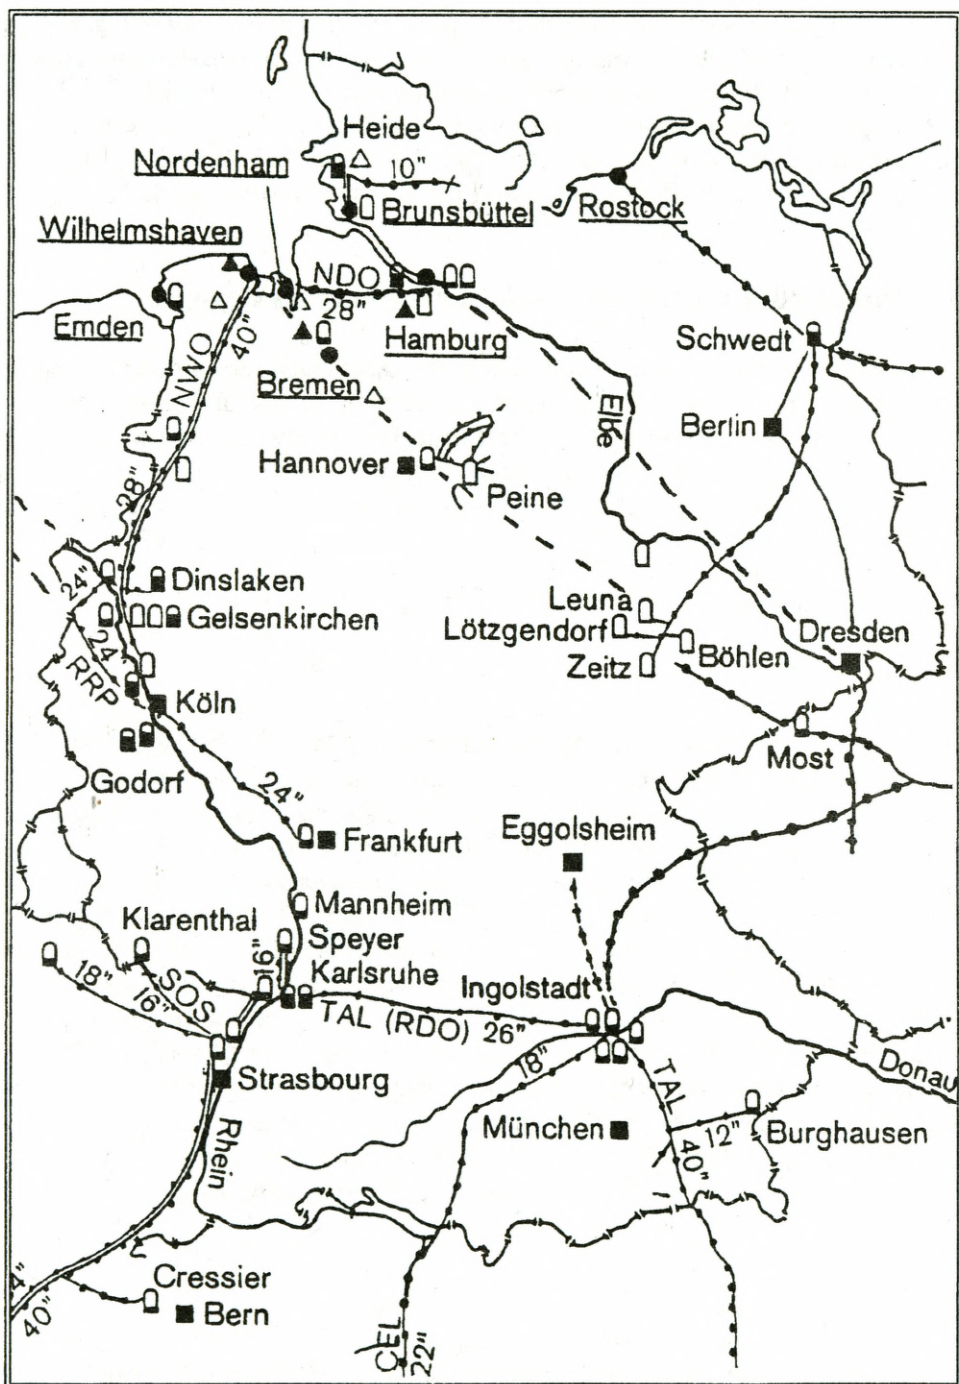 Heide
10"
Nordenham
Brunsbüttel
Rostock
Wilhelmshaven
NDO
28"
Emden
Hamburg
Schwedt
40"
NWO
Bremen
Elbe
Berlin
Hannover
Peine
28"
Dinslaken
24"
Gelsenkirchen
24
RRP
Köln
Leuna
Lötzgendorf
Böhlen
Dresden
Zeitz
Most
Godorf
24"
Frankfurt
Eggolsheim
Mannheim
Klarenthal
Speyer
16"
Karlsruhe
18"
SOS
16"
Ingolstadt
TAL (RDO) 26"
18"
TAL
Donau
Strasbourg
München
12"
Burghausen
40"
Rhein
Cressier
Bern
4"
40"
CEL
22"